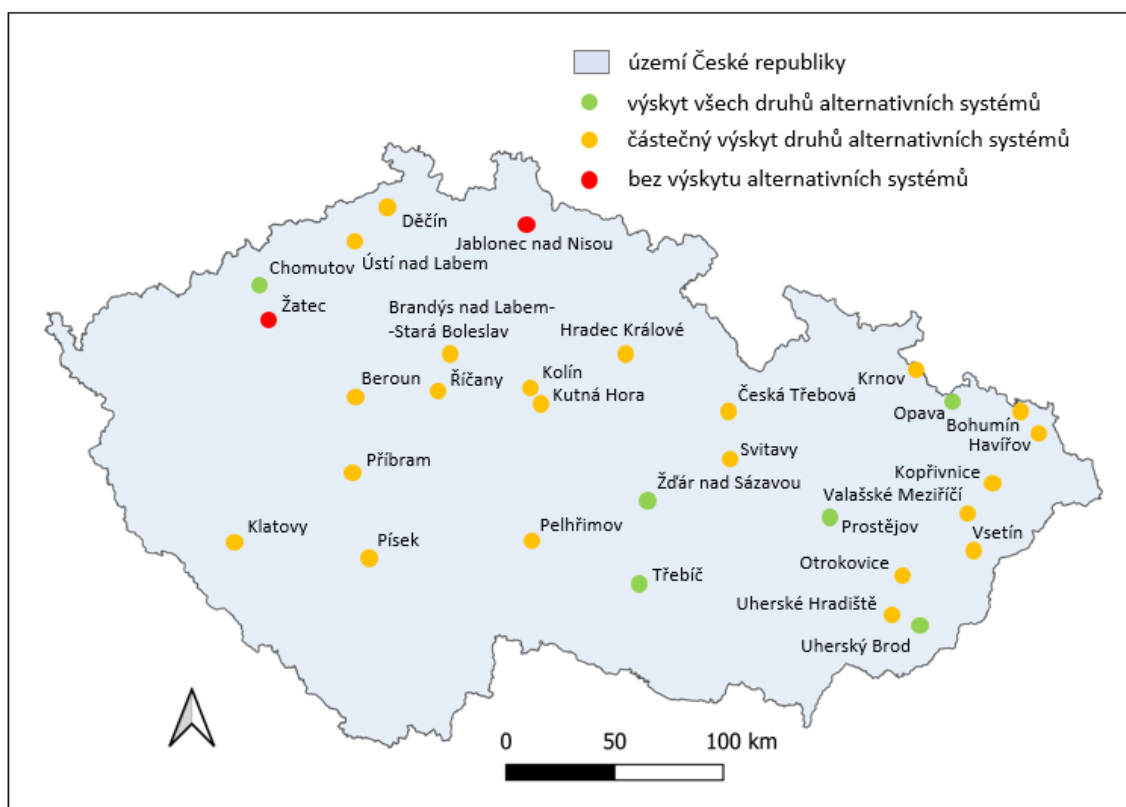 území České republiky
výskyt všech druhů alternativních systémů
částečný výskyt druhů alternativních systémů
bez výskytu alternativních systémů
Děčín
Jablonec nad Nisou
Ústí nad Labem
Chomutov
Žatec
Brandýs nad Labem-
-Stará Boleslav
Hradec Králové
Beroun
Říčany
Kolín
Kutná Hora
Česká Třebová
Krnov
Opava
Bohumín
Havířov
Svitavy
Příbram
Žďár nad Sázavou
Kopřivnice
Valašské Meziříčí
Prostějov
Vsetín
Klatovy
Písek
Pelhřimov
Třebíč
Otrokovice
Uherské Hradiště
Uherský Brod
0 50 100 km